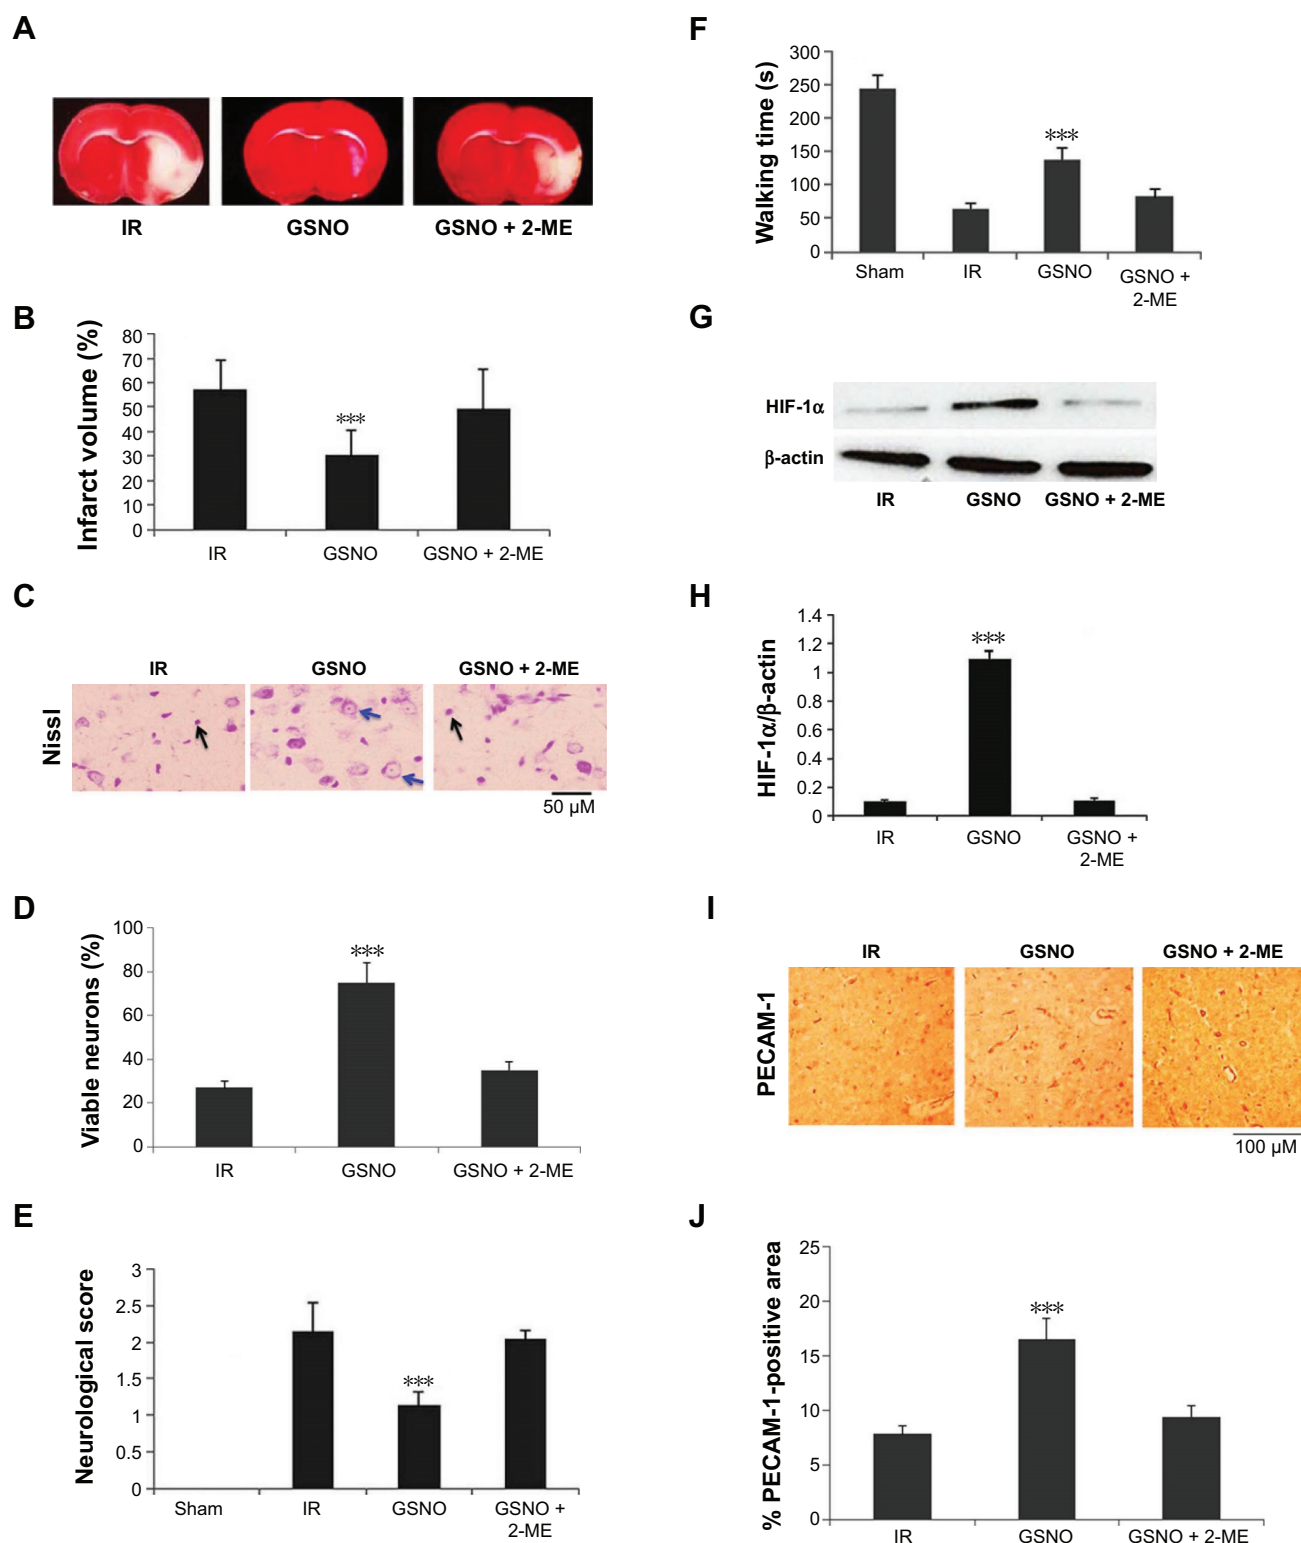 A
IR
GSNO
GSNO + 2-ME
B
Infarct volume (%)
80
70
60
50
40
30
20
10
0
***
IR
GSNO
GSNO + 2-ME
C
IR
GSNO
GSNO + 2-ME
Nissl
50 µM
D
Viable neurons (%)
100
80
60
40
20
0
***
IR
GSNO
GSNO + 2-ME
E
Neurological score
3
2.5
2
1.5
1
0.5
0
***
Sham
IR
GSNO
GSNO +
2-ME
F
Walking time (s)
300
250
200
150
100
50
0
***
Sham
IR
GSNO
GSNO +
2-ME
G
HIF-1α
β-actin
IR
GSNO
GSNO + 2-ME
H
HIF-1α/β-actin
1.4
1.2
1
0.8
0.6
0.4
0.2
0
***
IR
GSNO
GSNO +
2-ME
I
IR
GSNO
GSNO + 2-ME
PECAM-1
100 µM
J
% PECAM-1-positive area
25
20
15
10
5
0
***
IR
GSNO
GSNO + 2-ME